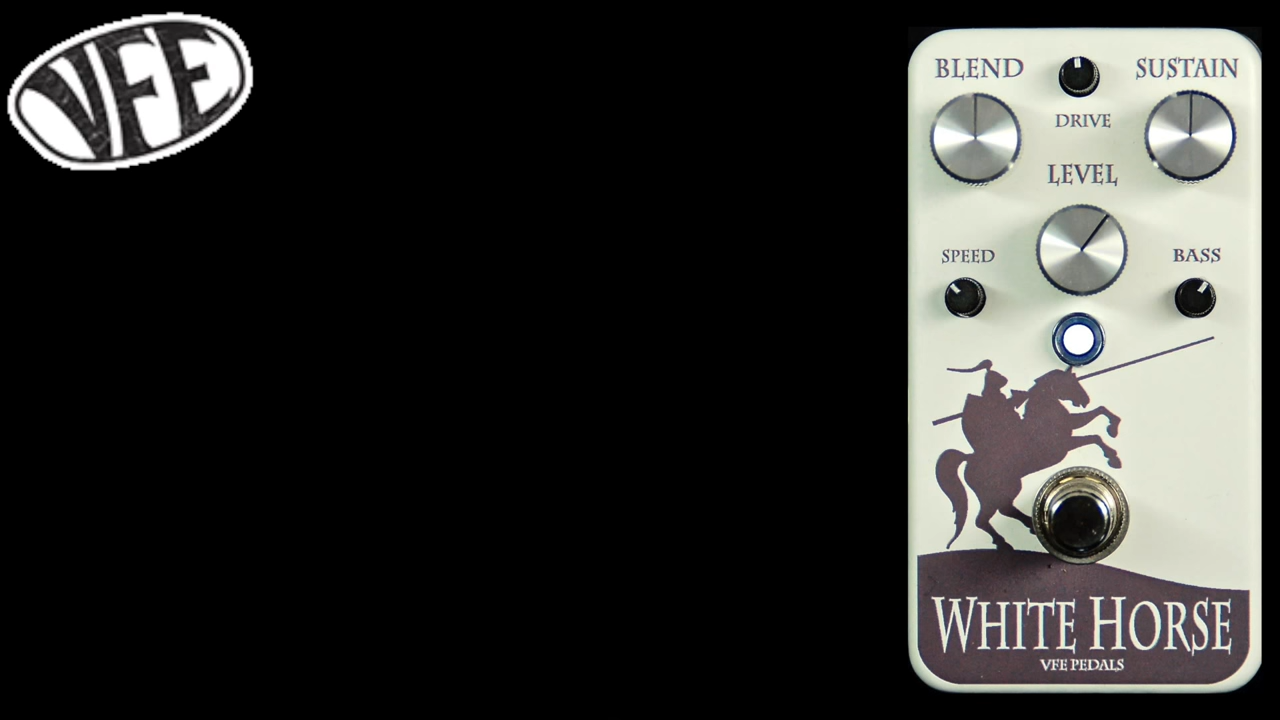 VFE
BLEND
SUSTAIN
DRIVE
LEVEL
SPEED
BASS
WHITE HORSE
VFE PEDALS